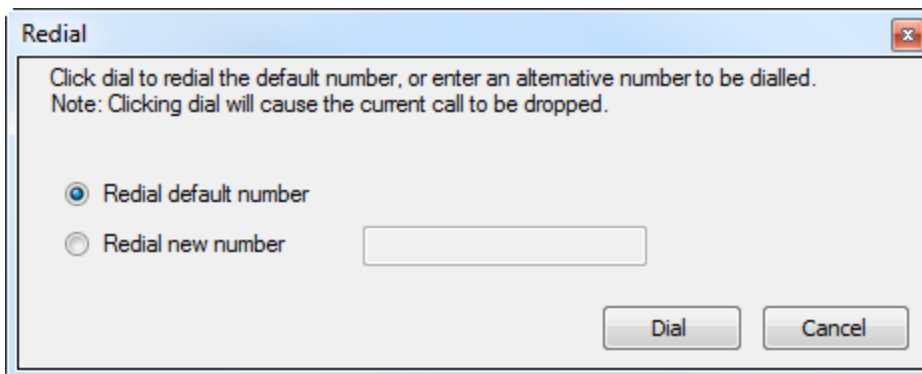 Redial
Click dial to redial the default number, or enter an alternative number to be dialled.
Note: Clicking dial will cause the current call to be dropped.
Redial default number
Redial new number
Dial Cancel